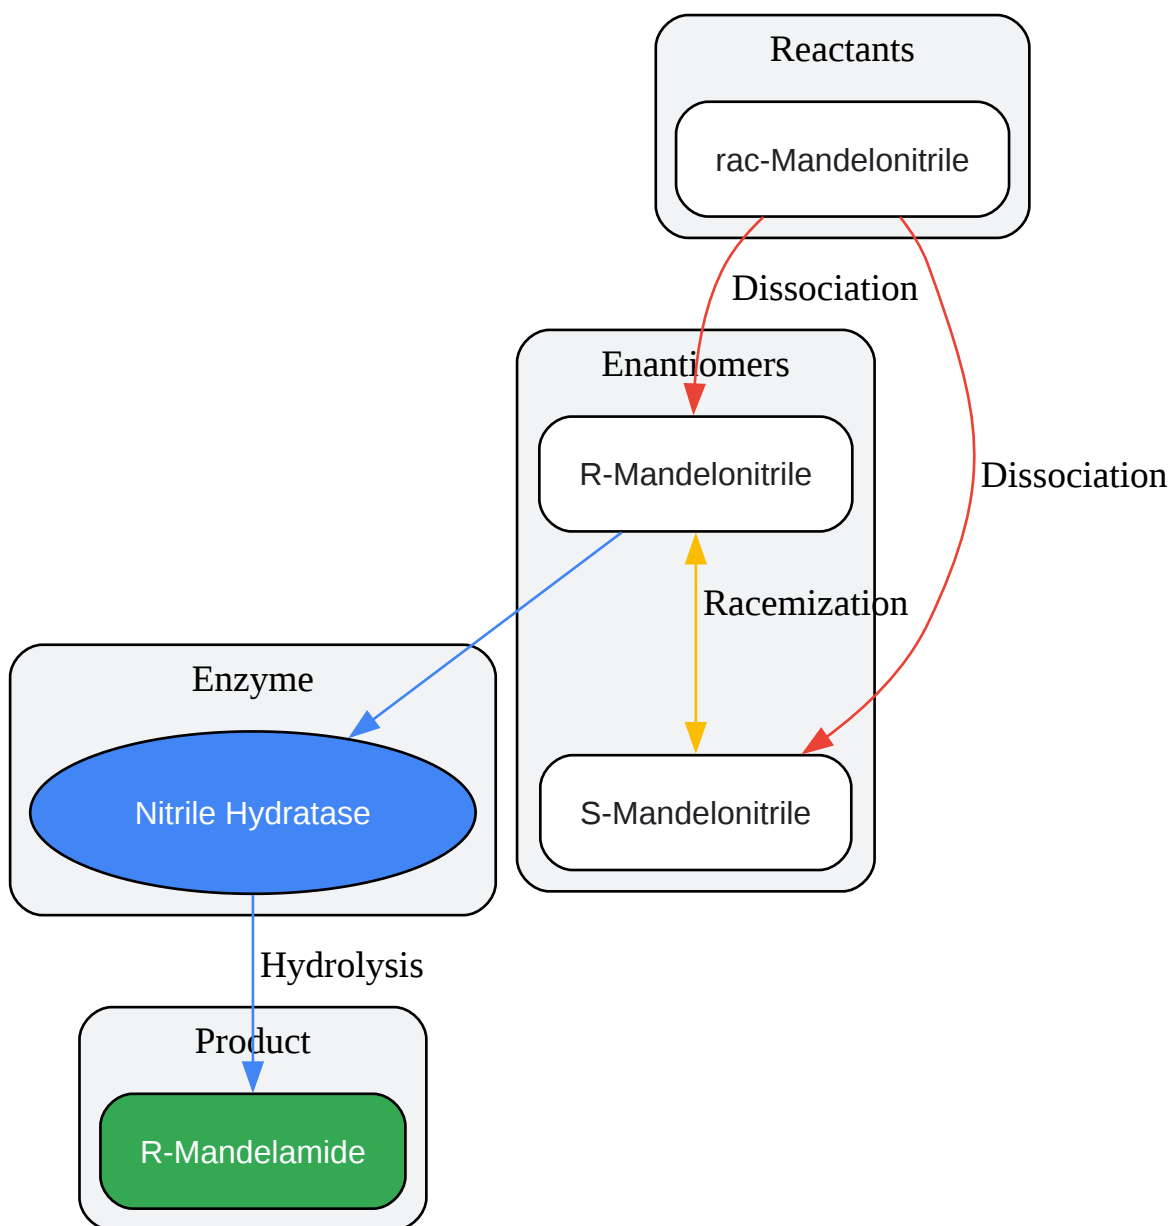 Reactants
rac-Mandelonitrile
Dissociation
Enantiomers
R-Mandelonitrile
Dissociation
Racemization
Enzyme
Nitrile Hydratase
S-Mandelonitrile
Hydrolysis
Product
R-Mandelamide